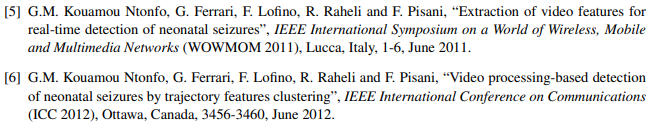 [5] G.M. Kouamou Ntonfo, G. Ferrari, F. Lofino, R. Raheli and F. Pisani, “Extraction of video features for
real-time detection of neonatal seizures”, IEEE International Symposium on a World of Wireless, Mobile
and Multimedia Networks (WOWMOM 2011), Lucca, Italy, 1-6, June 2011.
[6] G.M. Kouamou Ntonfo, G. Ferrari, F. Lofino, R. Raheli and F. Pisani, “Video processing-based detection
of neonatal seizures by trajectory features clustering”, IEEE International Conference on Communications
(ICC 2012), Ottawa, Canada, 3456-3460, June 2012.